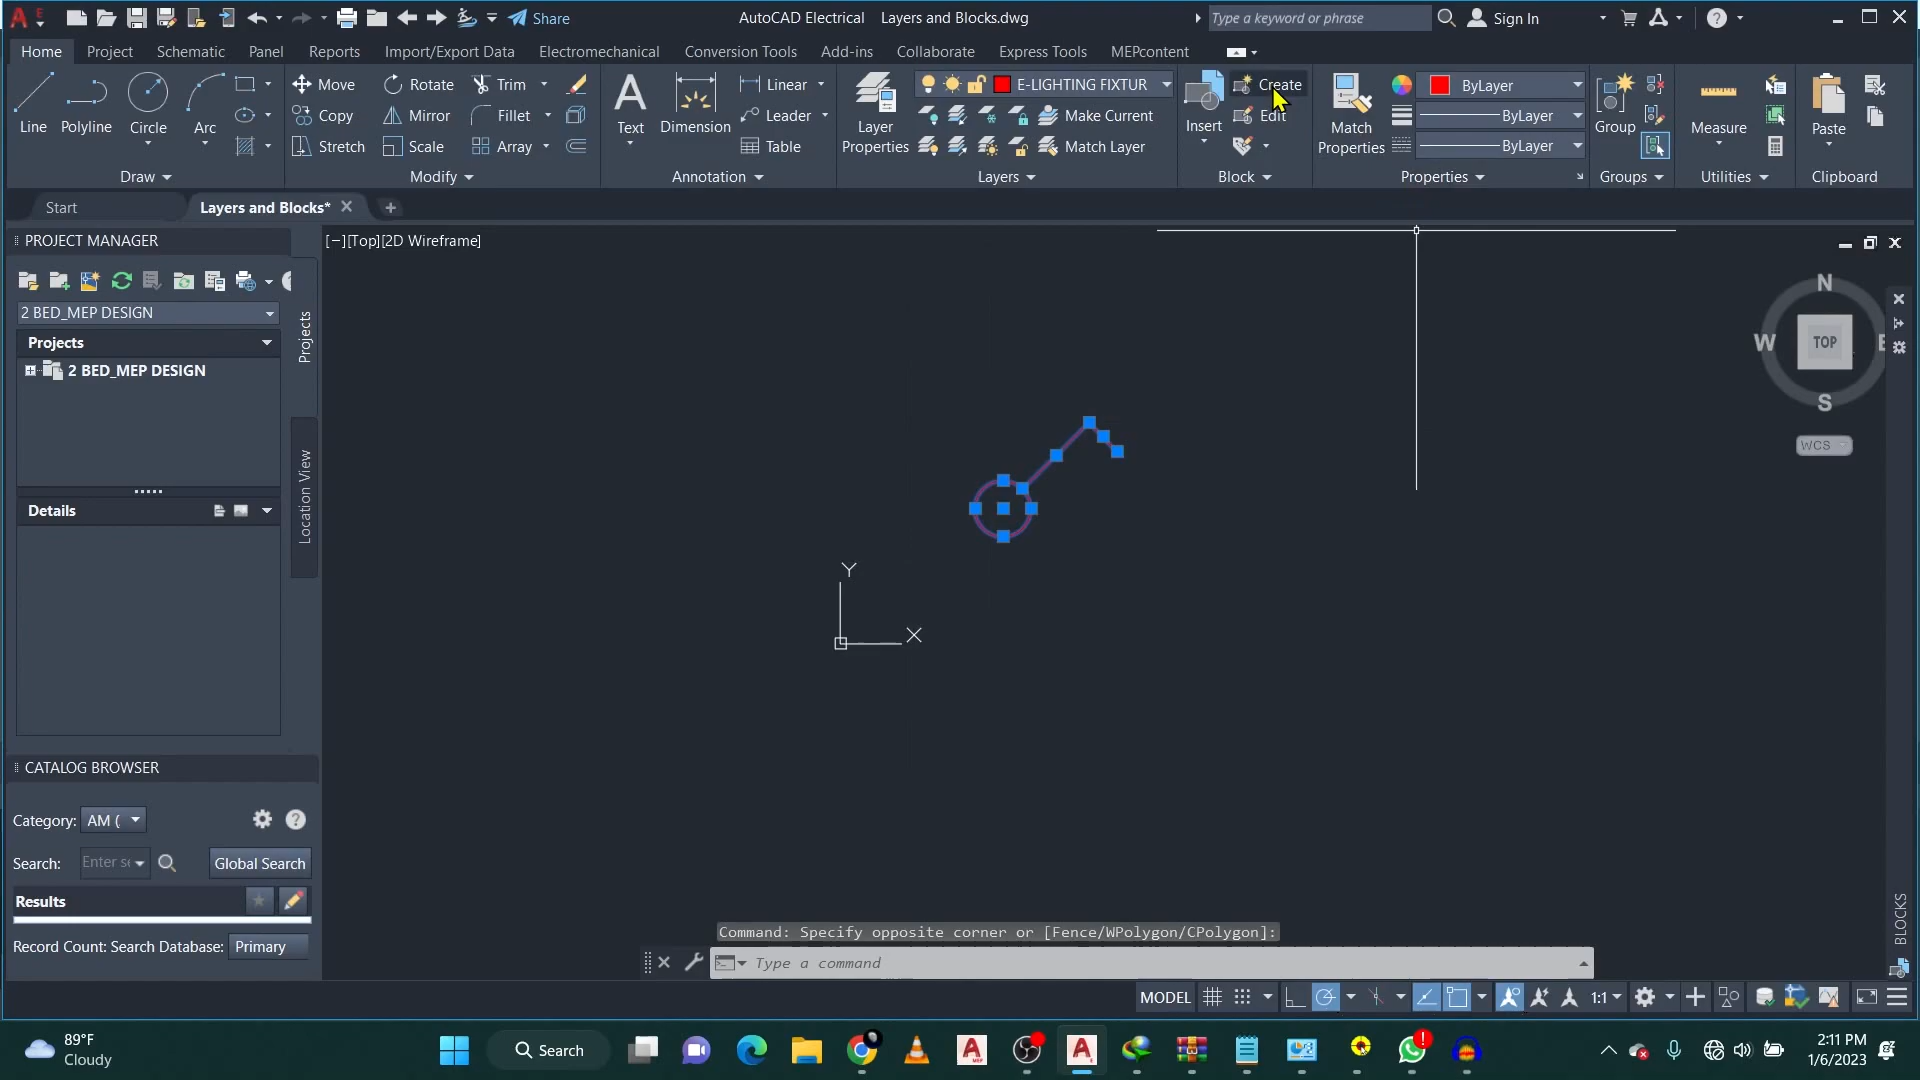 Share
AutoCAD Electrical Layers and Blocks.dwg
Type a keyword or phrase
Sign In
Home Project Schematic Panel Reports Import/Export Data Electromechanical Conversion Tools Add-ins Collaborate Express Tools MEPcontent
Line Polyline Circle Arc
Move Rotate Trim
Copy Mirror Fillet
Stretch Scale Array
Text Dimension
Linear
Leader
Table
Layer Properties
E-LIGHTING FIXTUR
Make Current
Match Layer
Insert
Create
Edit
Match Properties
ByLayer
ByLayer
ByLayer
Group
Measure
Paste
Draw Modify Annotation Layers Block Properties Groups Utilities Clipboard
Start Layers and Blocks*
PROJECT MANAGER
[−][Top][2D Wireframe]
2 BED_MEP DESIGN
Projects
2 BED_MEP DESIGN
Projects
Location View
Details
N
W TOP E
S
WCS
Y
X
CATALOG BROWSER
Category: AM (
Search: Enter se Global Search
Results
Record Count: Search Database: Primary
BLOCKS
Command: Specify opposite corner or [Fence/WPolygon/CPolygon]:
Type a command
MODEL 1:1
89°F
Cloudy
Search
2:11 PM
1/6/2023